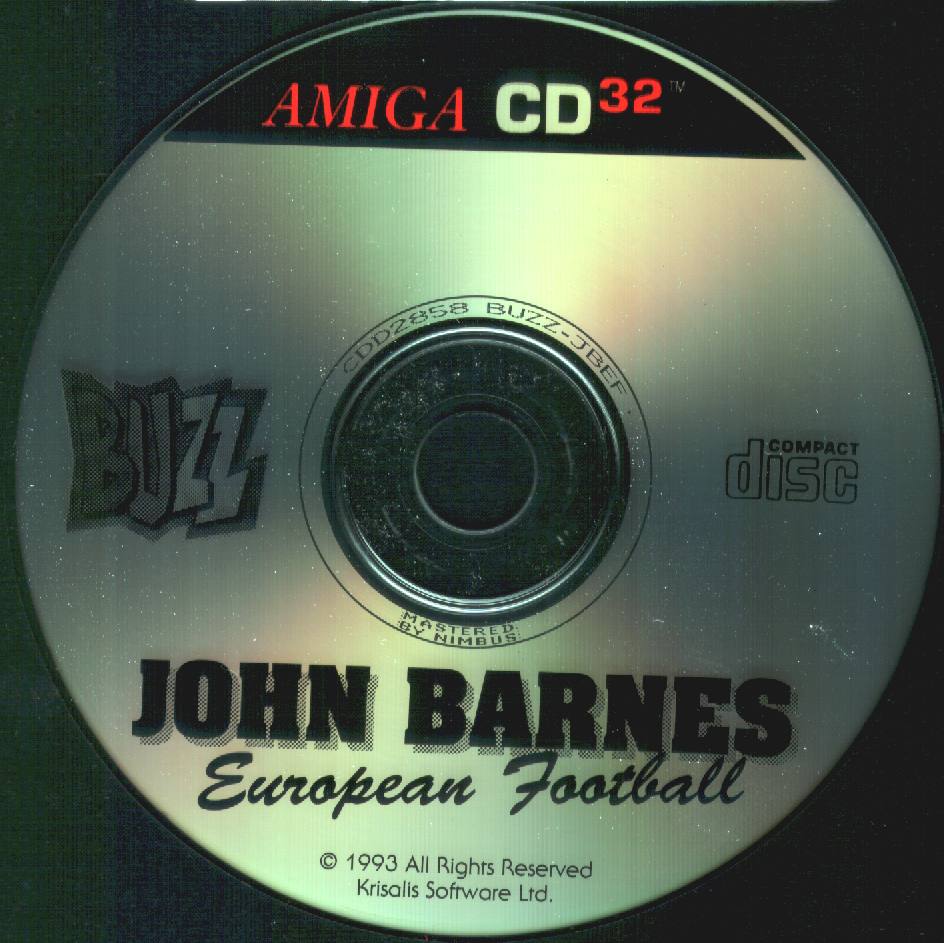 AMIGA CD32™
CDD2858 BUZZ-JBEF
BUZZ
COMPACT
disc
MASTERED
BY NIMBUS
JOHN BARNES
European Football
© 1993 All Rights Reserved
Krisalis Software Ltd.